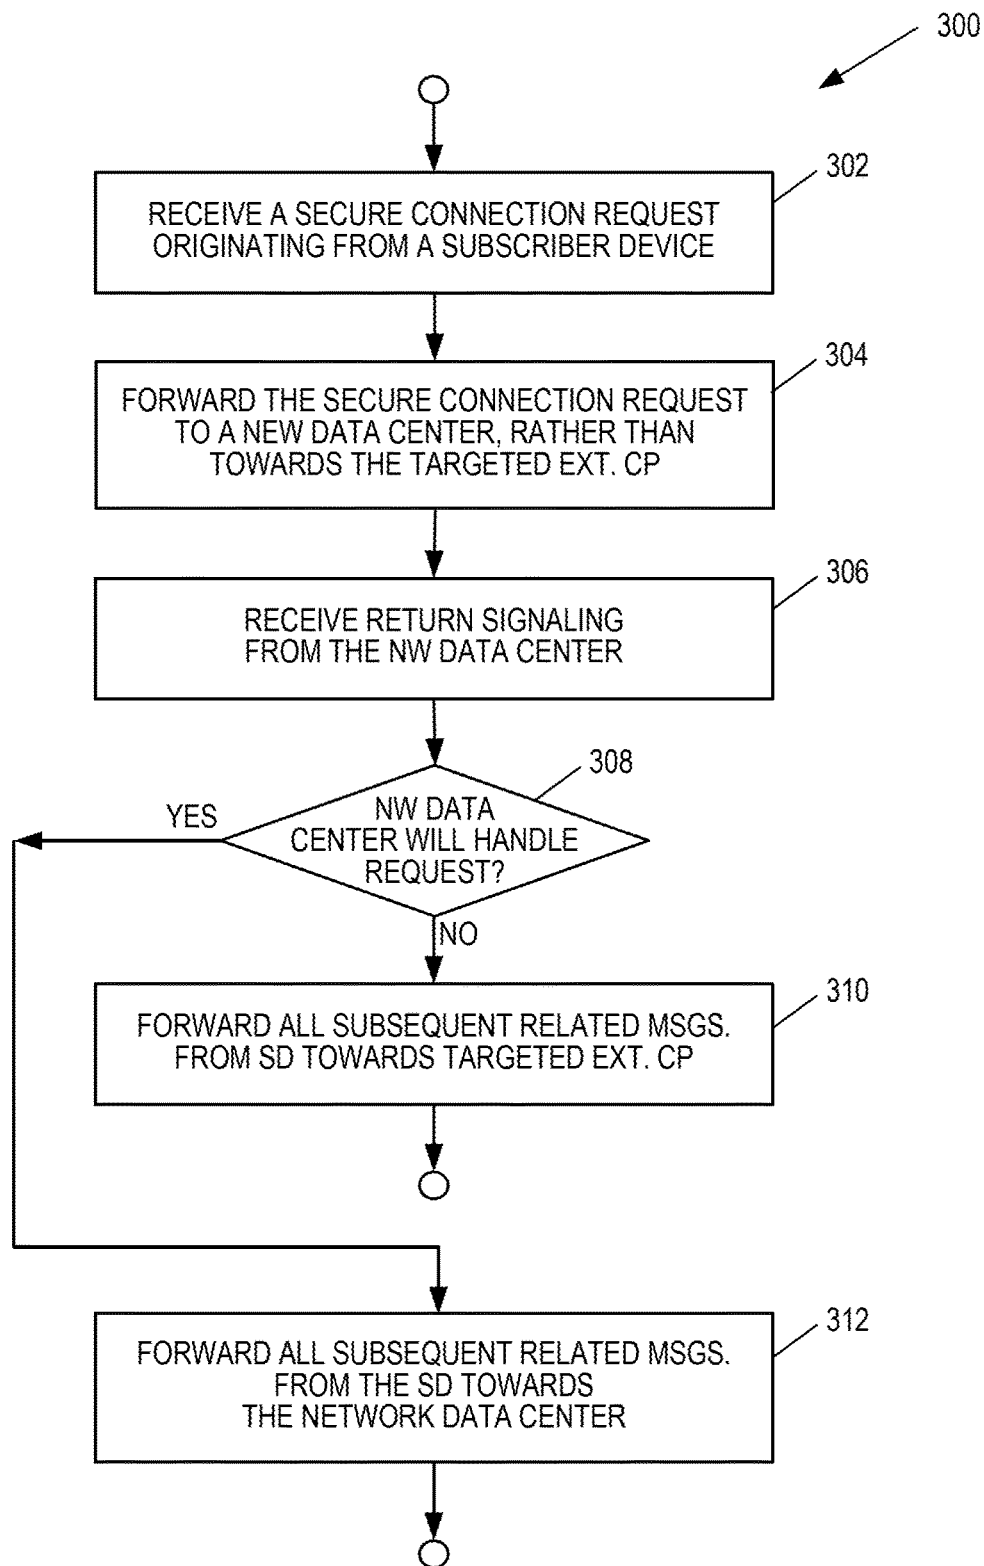 300
302
RECEIVE A SECURE CONNECTION REQUEST
ORIGINATING FROM A SUBSCRIBER DEVICE
304
FORWARD THE SECURE CONNECTION REQUEST
TO A NEW DATA CENTER, RATHER THAN
TOWARDS THE TARGETED EXT. CP
306
RECEIVE RETURN SIGNALING
FROM THE NW DATA CENTER
308
YES
NW DATA
CENTER WILL HANDLE
REQUEST?
NO
310
FORWARD ALL SUBSEQUENT RELATED MSGS.
FROM SD TOWARDS TARGETED EXT. CP
312
FORWARD ALL SUBSEQUENT RELATED MSGS.
FROM THE SD TOWARDS
THE NETWORK DATA CENTER